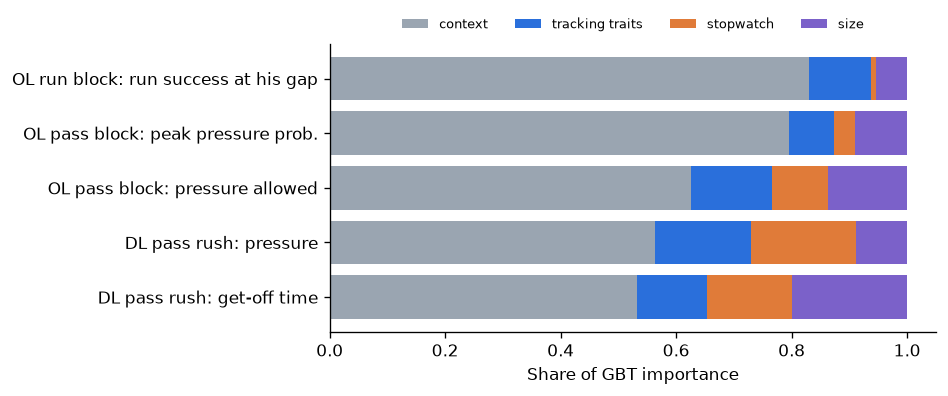 context tracking traits stopwatch size
OL run block: run success at his gap
OL pass block: peak pressure prob.
OL pass block: pressure allowed
DL pass rush: pressure
DL pass rush: get-off time
0.0 0.2 0.4 0.6 0.8 1.0
Share of GBT importance